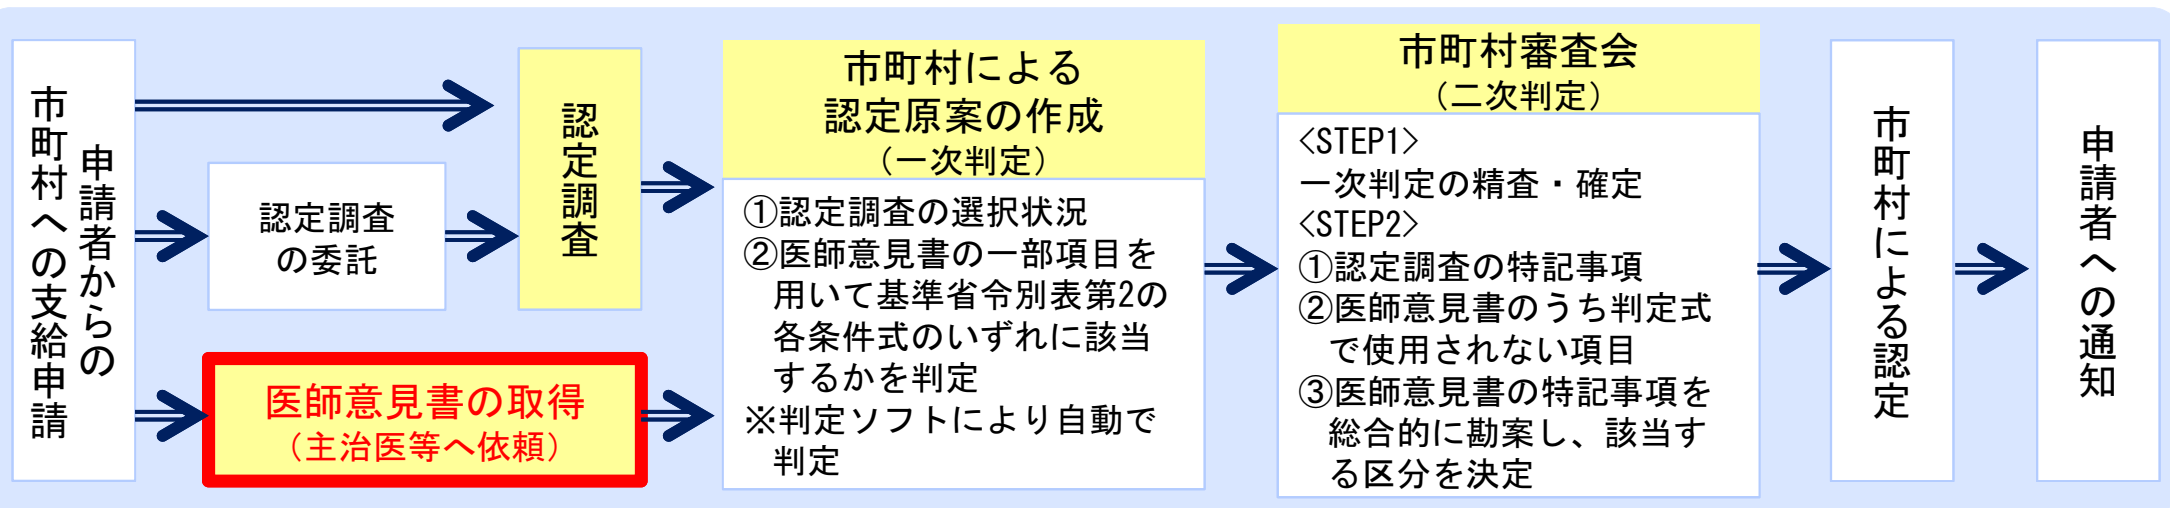 申請者からの
市町村への支給申請
認定調査
の委託
医師意見書の取得
（主治医等へ依頼）
認定調査
市町村による
認定原案の作成
（一次判定）
①認定調査の選択状況
②医師意見書の一部項目を
用いて基準省令別表第2の
各条件式のいずれに該当
するかを判定
※判定ソフトにより自動で
判定
市町村審査会
（二次判定）
<STEP1>
一次判定の精査・確定
<STEP2>
①認定調査の特記事項
②医師意見書のうち判定式
で使用されない項目
③医師意見書の特記事項を
総合的に勘案し、該当す
る区分を決定
市町村による認定
申請者への通知